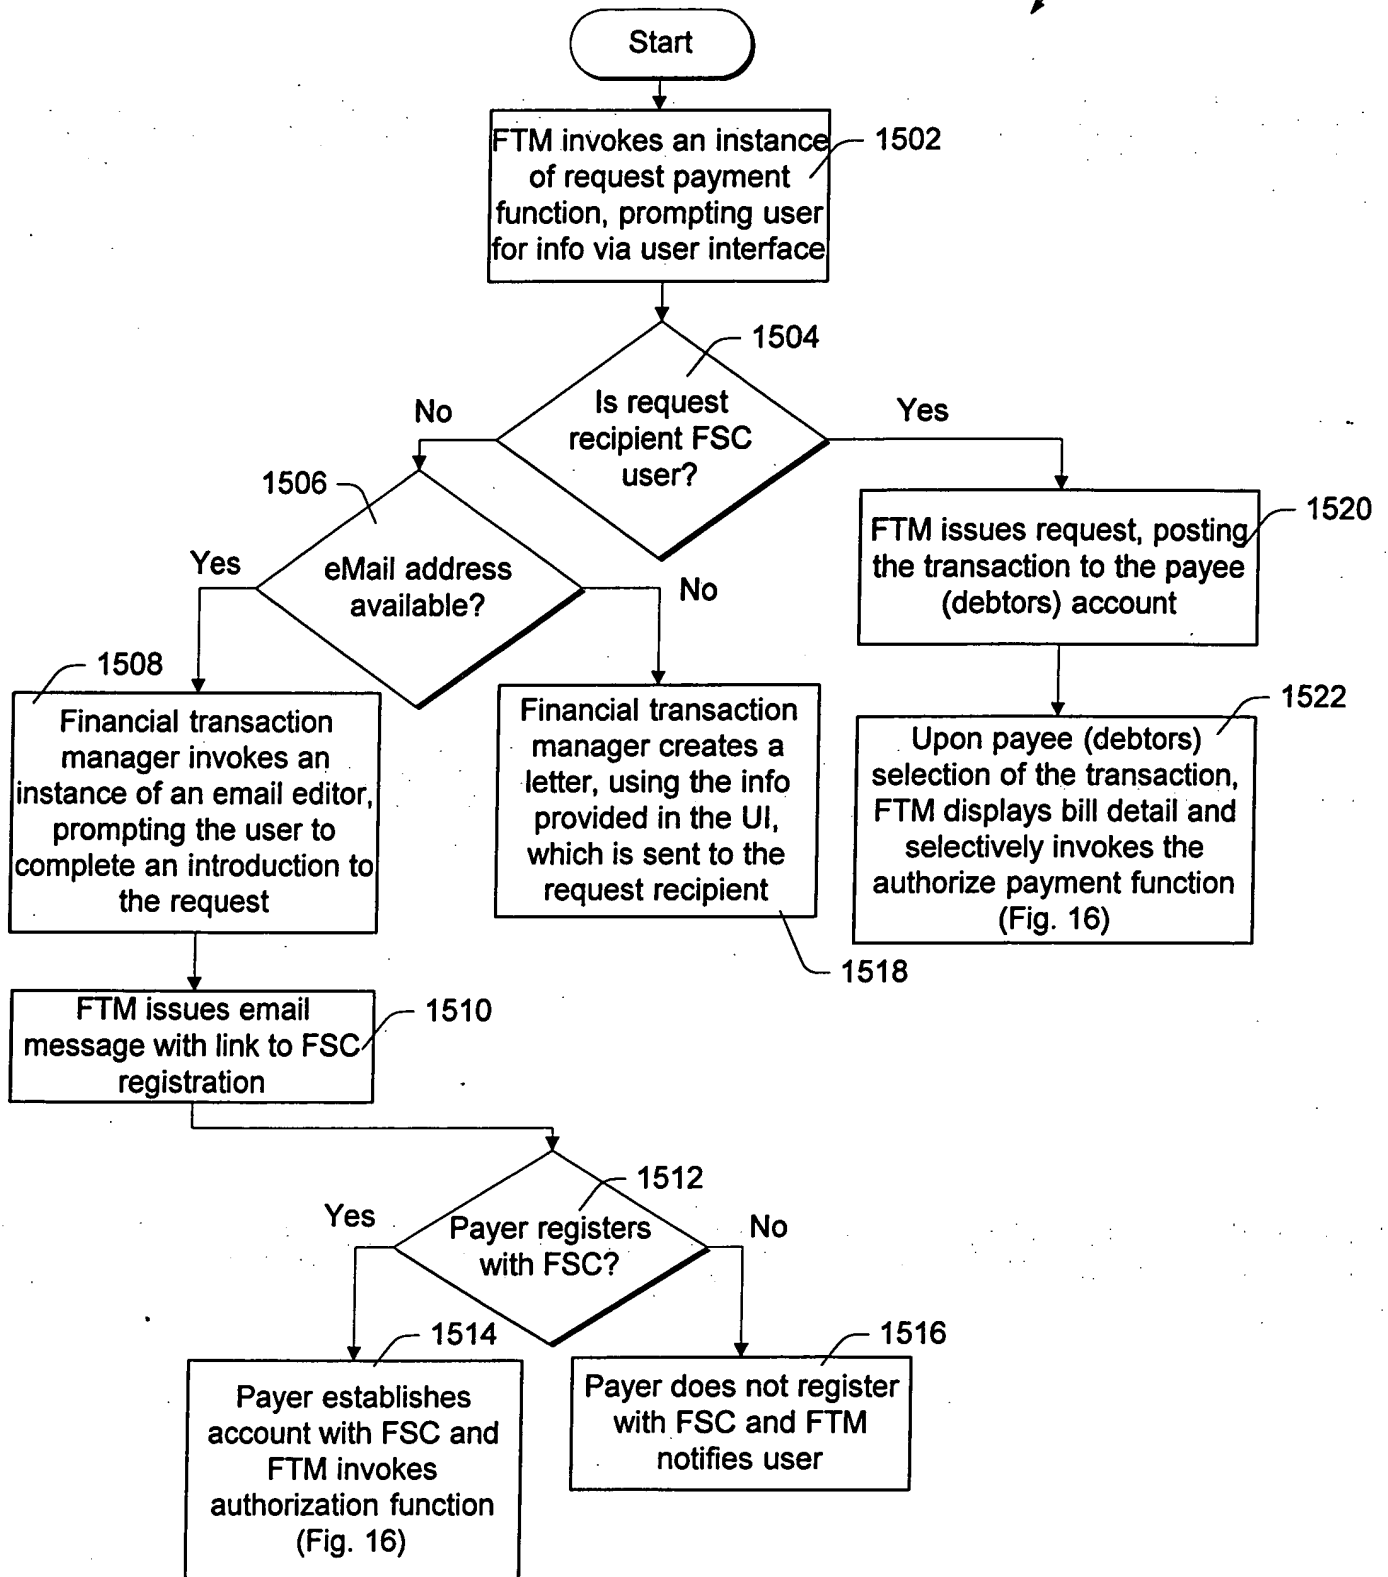 Start
FTM invokes an instance
of request payment
function, prompting user
for info via user interface
1502
1504
Is request
recipient FSC
user?
No
Yes
1506
eMail address
available?
Yes
No
1520
FTM issues request, posting
the transaction to the payee
(debtors) account
1508
Financial transaction
manager invokes an
instance of an email editor,
prompting the user to
complete an introduction to
the request
Financial transaction
manager creates a
letter, using the info
provided in the UI,
which is sent to the
request recipient
1518
1522
Upon payee (debtors)
selection of the transaction,
FTM displays bill detail and
selectively invokes the
authorize payment function
(Fig. 16)
FTM issues email
message with link to FSC
registration
1510
1512
Payer registers
with FSC?
Yes
No
1514
Payer establishes
account with FSC and
FTM invokes
authorization function
(Fig. 16)
1516
Payer does not register
with FSC and FTM
notifies user